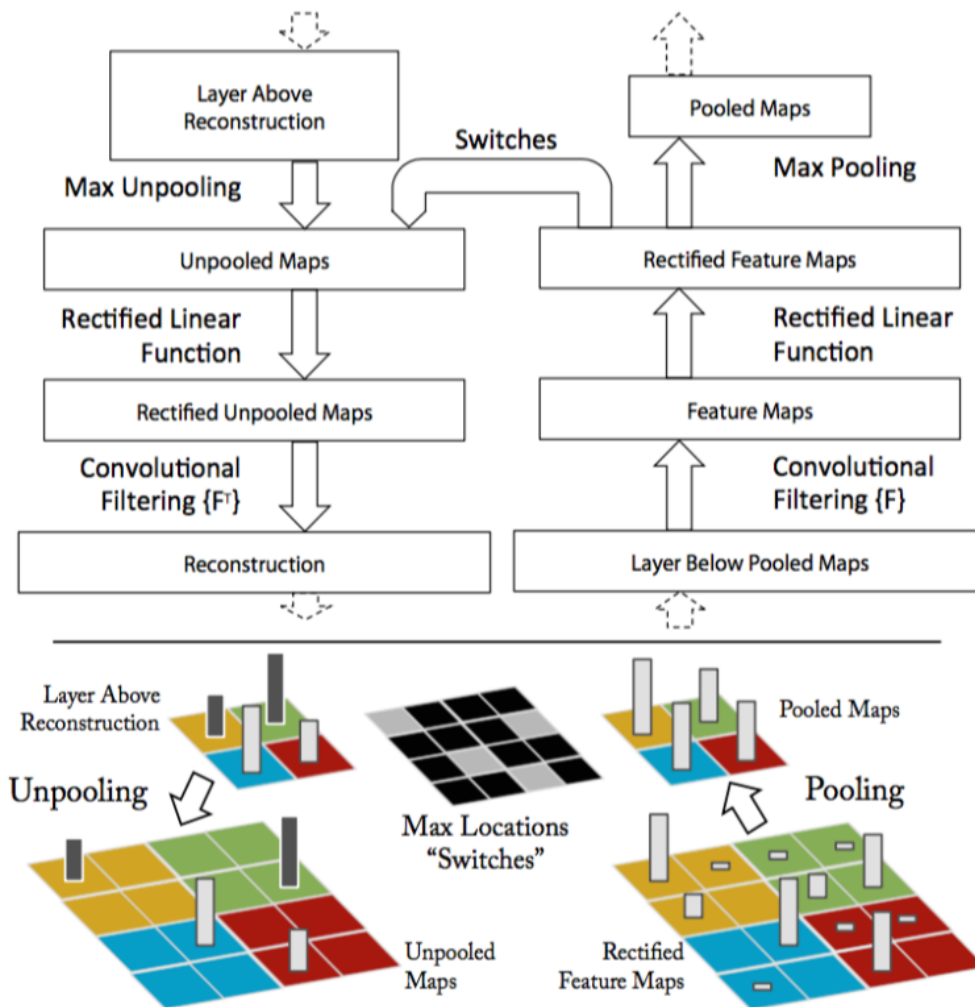 Layer Above
Reconstruction
Pooled Maps
Switches
Max Unpooling
Max Pooling
Unpooled Maps
Rectified Feature Maps
Rectified Linear
Function
Rectified Linear
Function
Rectified Unpooled Maps
Feature Maps
Convolutional
Filtering {Fᵀ}
Convolutional
Filtering {F}
Reconstruction
Layer Below Pooled Maps
Layer Above
Reconstruction
Pooled Maps
Unpooling
Pooling
Max Locations
“Switches”
Unpooled
Maps
Rectified
Feature Maps